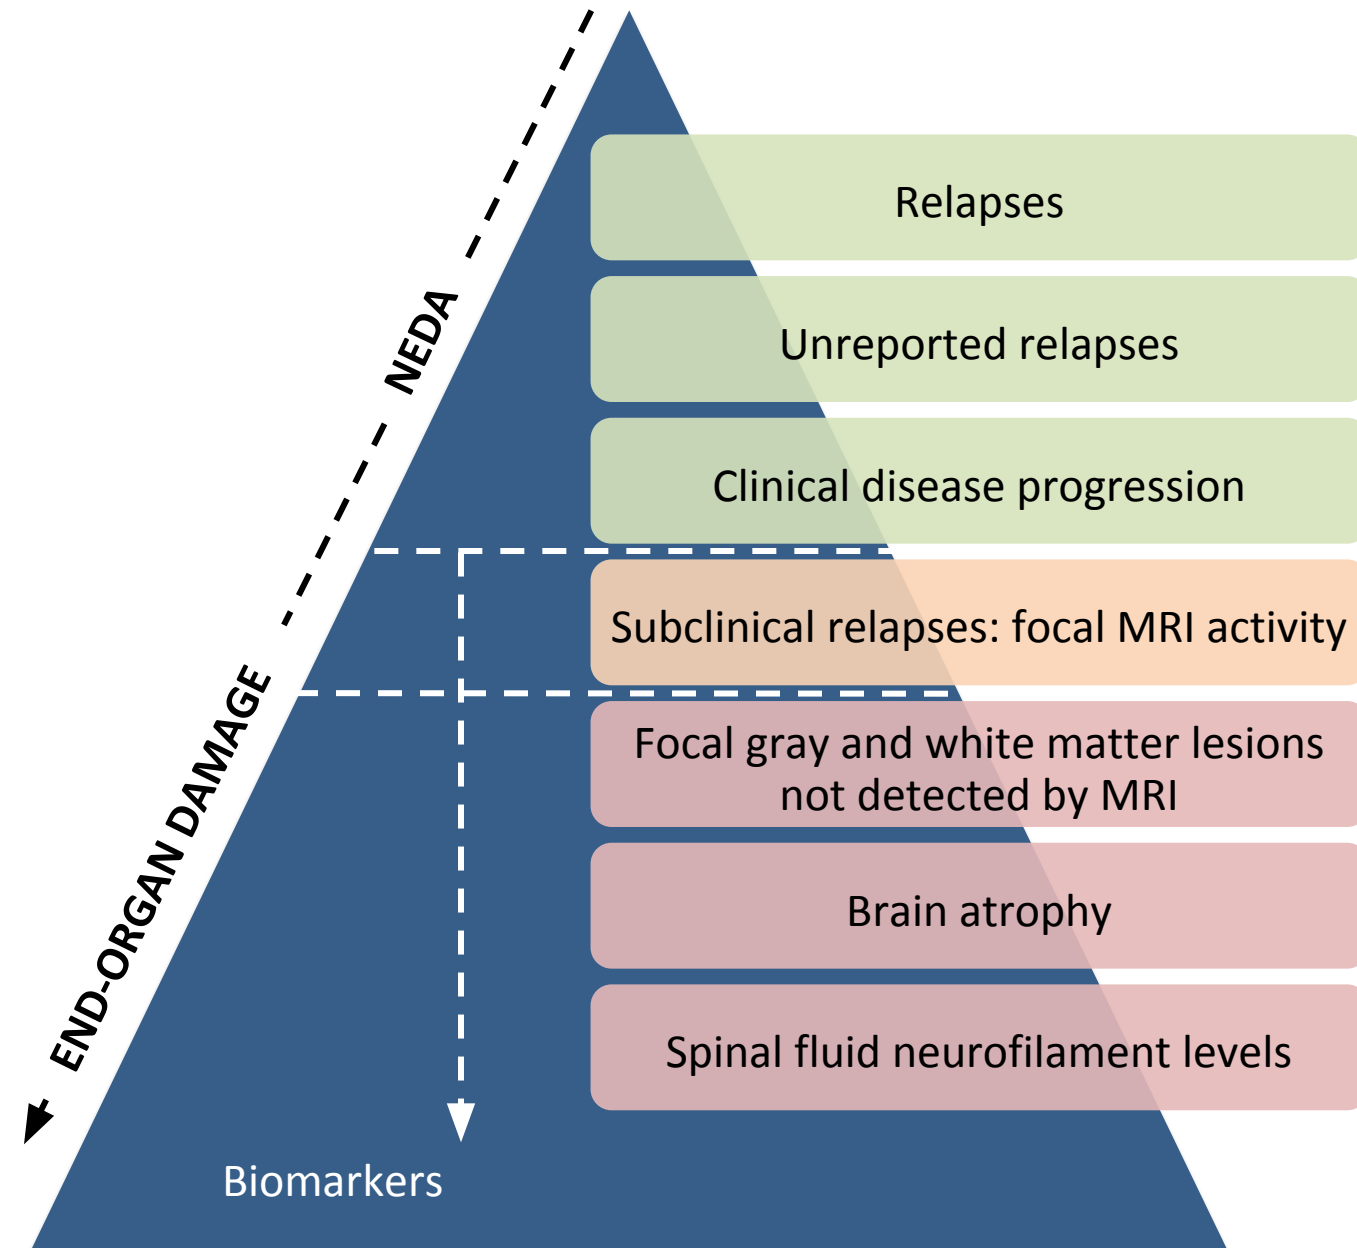 NEDA
END-ORGAN DAMAGE
Relapses
Unreported relapses
Clinical disease progression
Subclinical relapses: focal MRI activity
Focal gray and white matter lesions
not detected by MRI
Brain atrophy
Spinal fluid neurofilament levels
Biomarkers